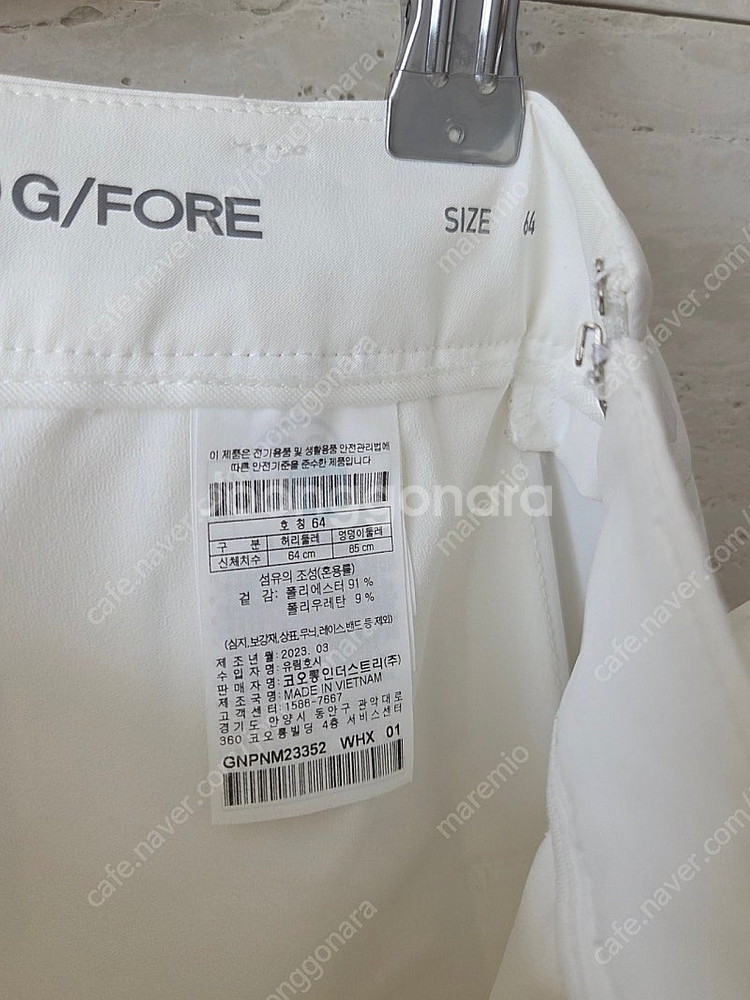 G/FORE
SIZE 64
이 제품은 전기용품 및 생활용품 안전관리법에
따른 안전기준을 준수한 제품입니다
joonggonara
호 칭 64
구 분 허리둘레 엉덩이둘레
신체치수 64 cm 85 cm
섬유의 조성(혼용률)
겉 감: 폴리에스터 91 %
폴리우레탄 9 %
(심지,보강재,상표,무늬,레이스,밴드 등 제외)
제 조 년 월: 2023. 03
수 입 자 명: 유림호시
판 매 자 명: 코오롱인더스트리(주)
제 조 국 명: MADE IN VIETNAM
고 객 센 터: 1588-7667
경기도 안양시 동안구 관악대로
360 코오롱빌딩 4층 서비스센터
GNPNM23352 WHX 01
cafe.naver.com/joonggonara
maremio